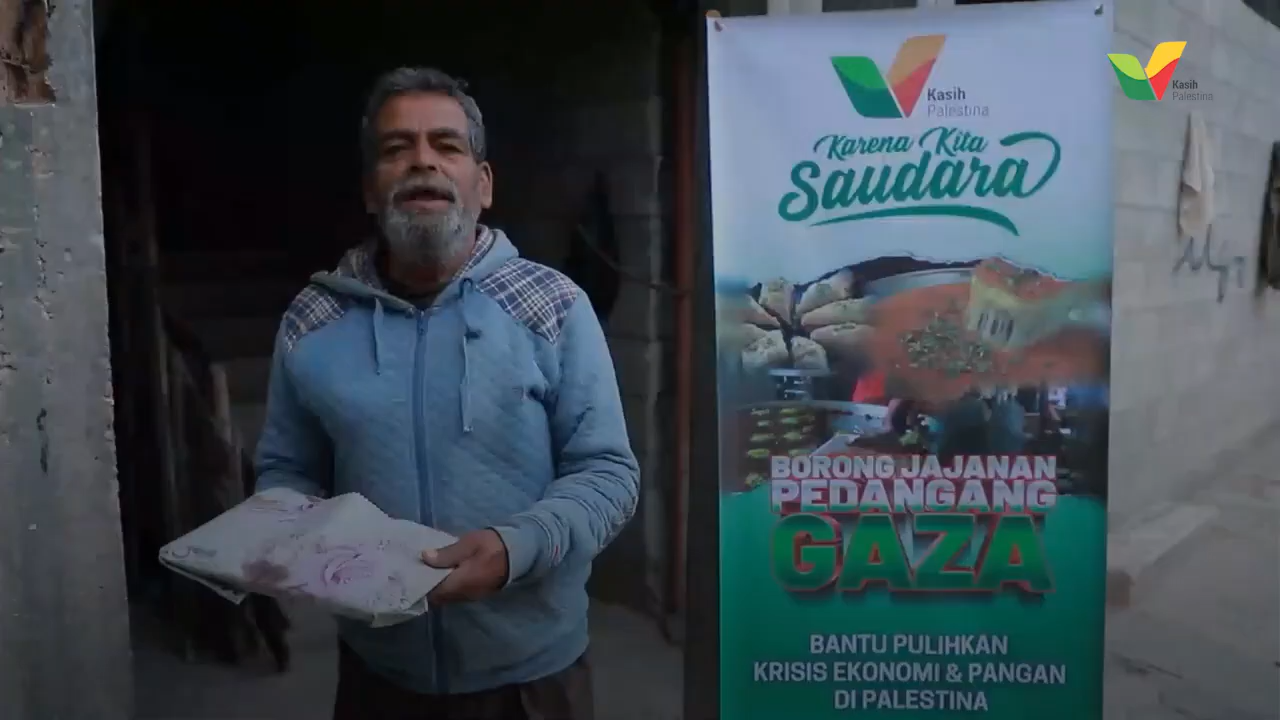 Kasih
Palestina
Karena Kita
Saudara
BORONG JAJANAN
PEDANGANG
GAZA
BANTU PULIHKAN
KRISIS EKONOMI & PANGAN
DI PALESTINA
Kasih
Palestina